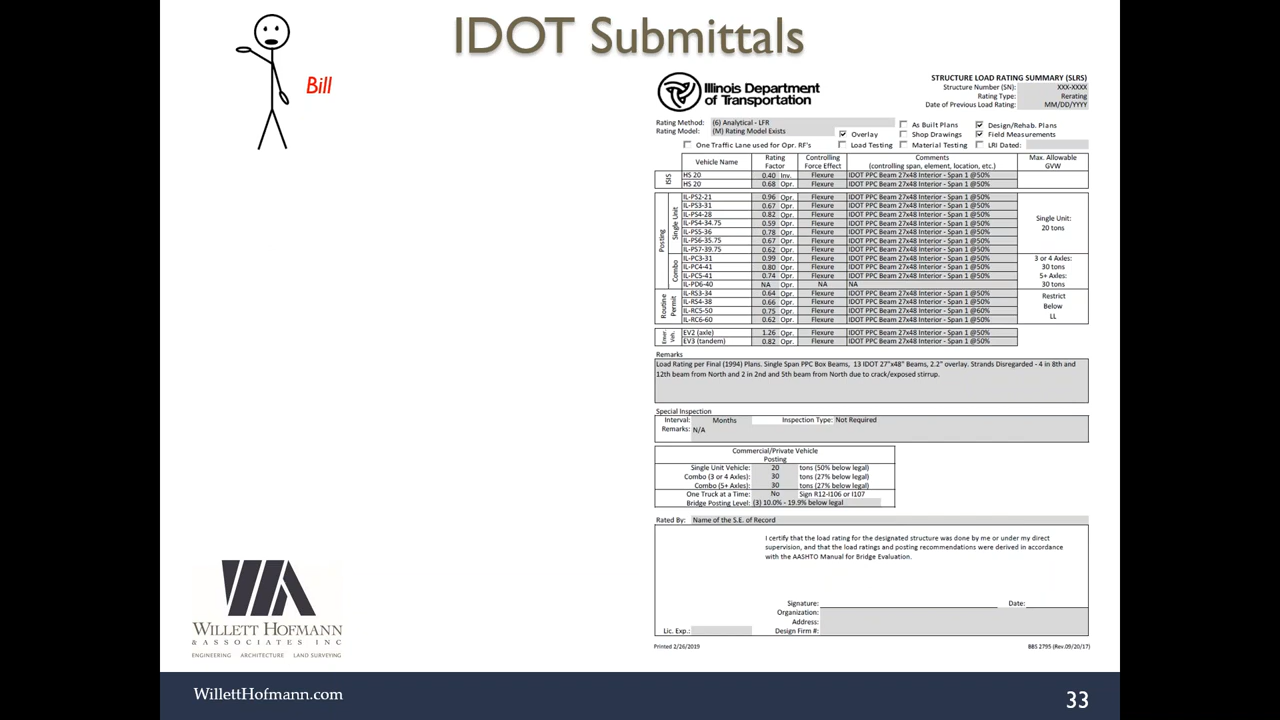 IDOT Submittals
Bill
Illinois Department
of Transportation
STRUCTURE LOAD RATING SUMMARY (SLRS)
Structure Number (SN): XXX-XXXX
Rating Type: Rerating
Date of Previous Load Rating: MM/DD/YYYY
Rating Method: (6) Analytical - LFR
Rating Model: (M) Rating Model Exists
As Built Plans Design/Rehab. Plans
Overlay Shop Drawings Field Measurements
One Traffic Lane used for Opr. RF's Load Testing Material Testing LRI Dated:
Vehicle Name Rating Factor Controlling Force Effect Comments (controlling span, element, location, etc.) Max. Allowable GVW
ISIS
HS 20 0.40 Inv. Flexure IDOT PPC Beam 27x48 Interior - Span 1 @50%
HS 20 0.68 Opr. Flexure IDOT PPC Beam 27x48 Interior - Span 1 @50%
Posting
Single Unit
IL-PS2-21 0.96 Opr. Flexure IDOT PPC Beam 27x48 Interior - Span 1 @50%
IL-PS3-31 0.67 Opr. Flexure IDOT PPC Beam 27x48 Interior - Span 1 @50%
IL-PS4-28 0.82 Opr. Flexure IDOT PPC Beam 27x48 Interior - Span 1 @50%
IL-PS4-34.75 0.59 Opr. Flexure IDOT PPC Beam 27x48 Interior - Span 1 @50%
IL-PS5-36 0.78 Opr. Flexure IDOT PPC Beam 27x48 Interior - Span 1 @50%
IL-PS6-35.75 0.67 Opr. Flexure IDOT PPC Beam 27x48 Interior - Span 1 @50%
IL-PS7-39.75 0.62 Opr. Flexure IDOT PPC Beam 27x48 Interior - Span 1 @50%
Single Unit:
20 tons
Combo
IL-PC3-31 0.99 Opr. Flexure IDOT PPC Beam 27x48 Interior - Span 1 @50%
IL-PC4-41 0.80 Opr. Flexure IDOT PPC Beam 27x48 Interior - Span 1 @50%
IL-PC5-41 0.74 Opr. Flexure IDOT PPC Beam 27x48 Interior - Span 1 @50%
IL-PD6-40 NA Opr. NA NA
3 or 4 Axles:
30 tons
5+ Axles:
30 tons
Routine
Permit
IL-RS3-34 0.64 Opr. Flexure IDOT PPC Beam 27x48 Interior - Span 1 @50%
IL-RS4-38 0.66 Opr. Flexure IDOT PPC Beam 27x48 Interior - Span 1 @50%
IL-RC5-50 0.75 Opr. Flexure IDOT PPC Beam 27x48 Interior - Span 1 @60%
IL-RC6-60 0.62 Opr. Flexure IDOT PPC Beam 27x48 Interior - Span 1 @50%
Restrict
Below
LL
Emer.
Veh.
EV2 (axle) 1.26 Opr. Flexure IDOT PPC Beam 27x48 Interior - Span 1 @50%
EV3 (tandem) 0.82 Opr. Flexure IDOT PPC Beam 27x48 Interior - Span 1 @50%
Remarks
Load Rating per Final (1994) Plans. Single Span PPC Box Beams, 13 IDOT 27"x48" Beams, 2.2" overlay. Strands Disregarded - 4 in 8th and
12th beam from North and 2 in 2nd and 5th beam from North due to crack/exposed stirrup.
Special Inspection
Interval: Months Inspection Type: Not Required
Remarks: N/A
Commercial/Private Vehicle
Posting
Single Unit Vehicle: 20 tons (50% below legal)
Combo (3 or 4 Axles): 30 tons (27% below legal)
Combo (5+ Axles): 30 tons (27% below legal)
One Truck at a Time: No Sign R12-I106 or I107
Bridge Posting Level: (3) 10.0% - 19.9% below legal
Rated By: Name of the S.E. of Record
I certify that the load rating for the designated structure was done by me or under my direct
supervision, and that the load ratings and posting recommendations were derived in accordance
with the AASHTO Manual for Bridge Evaluation.
Signature: Date:
Organization:
Address:
Lic. Exp.: Design Firm #:
Printed 2/26/2019 BBS 2795 (Rev.09/20/17)
WILLETT HOFMANN
& ASSOCIATES INC
ENGINEERING ARCHITECTURE LAND SURVEYING
WillettHofmann.com
33